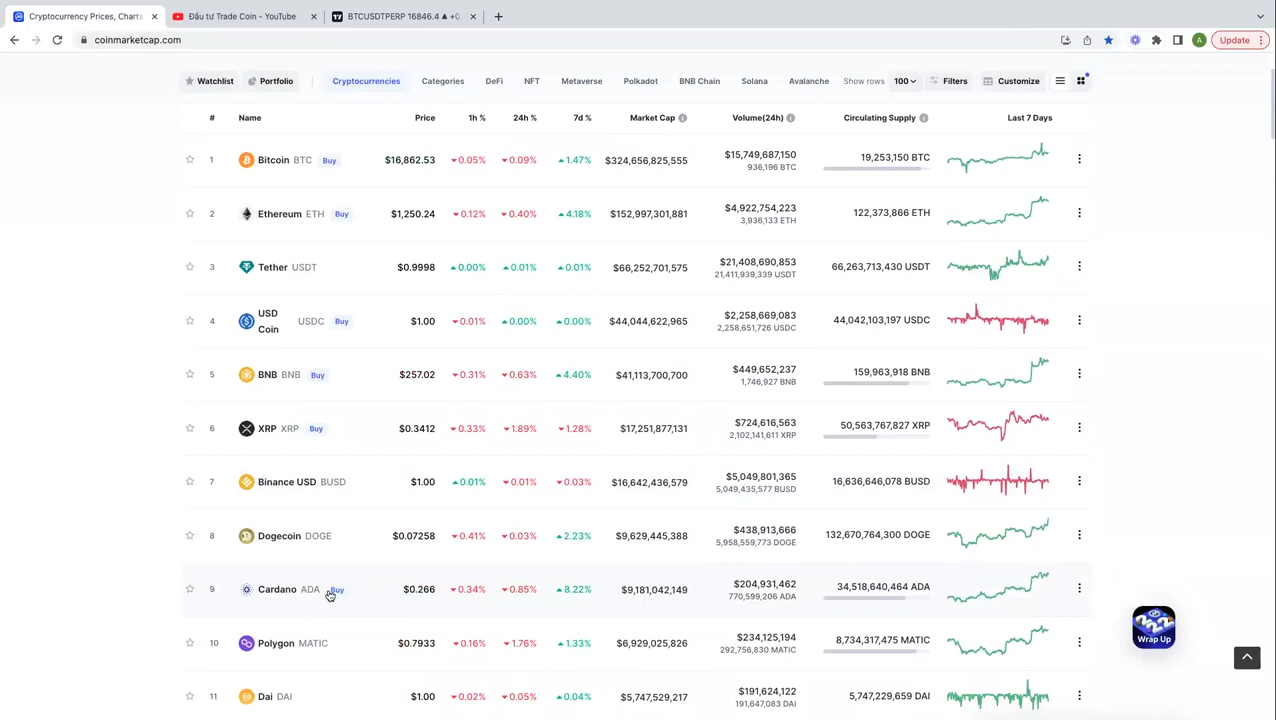 Cryptocurrency Prices, Charts
Đầu tư Trade Coin - YouTube
BTCUSDTPERP 16846.4 ▲ +0.
coinmarketcap.com
A
Update
Watchlist Portfolio Cryptocurrencies Categories DeFi NFT Metaverse Polkadot BNB Chain Solana Avalanche Show rows 100 Filters Customize
# Name Price 1h % 24h % 7d % Market Cap Volume(24h) Circulating Supply Last 7 Days
1 Bitcoin BTC Buy $16,862.53 0.05% 0.09% 1.47% $324,656,825,555 $15,749,687,150 19,253,150 BTC
936,196 BTC
2 Ethereum ETH Buy $1,250.24 0.12% 0.40% 4.18% $152,997,301,881 $4,922,754,223 122,373,866 ETH
3,936,133 ETH
3 Tether USDT $0.9998 0.00% 0.01% 0.01% $66,252,701,575 $21,408,690,853 66,263,713,430 USDT
21,411,939,339 USDT
4 USD Coin USDC Buy $1.00 0.01% 0.00% 0.00% $44,044,622,965 $2,258,669,083 44,042,103,197 USDC
2,258,651,726 USDC
5 BNB BNB Buy $257.02 0.31% 0.63% 4.40% $41,113,700,700 $449,652,237 159,963,918 BNB
1,746,927 BNB
6 XRP XRP Buy $0.3412 0.33% 1.89% 1.28% $17,251,877,131 $724,616,563 50,563,767,827 XRP
2,102,141,611 XRP
7 Binance USD BUSD $1.00 0.01% 0.01% 0.03% $16,642,436,579 $5,049,801,365 16,636,646,078 BUSD
5,049,435,577 BUSD
8 Dogecoin DOGE $0.07258 0.41% 0.03% 2.23% $9,629,445,388 $438,913,666 132,670,764,300 DOGE
5,958,559,773 DOGE
9 Cardano ADA Buy $0.266 0.34% 0.85% 8.22% $9,181,042,149 $204,931,462 34,518,640,464 ADA
770,599,206 ADA
10 Polygon MATIC $0.7933 0.16% 1.76% 1.33% $6,929,025,826 $234,125,194 8,734,317,475 MATIC
292,756,830 MATIC
Wrap Up
11 Dai DAI $1.00 0.02% 0.05% 0.04% $5,747,529,217 $191,624,122 5,747,229,659 DAI
191,647,083 DAI